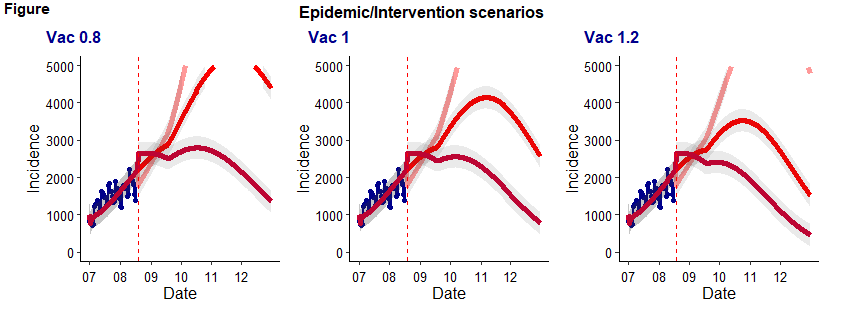 Figure
Epidemic/Intervention scenarios
Vac 0.8
Vac 1
Vac 1.2
Incidence
5000
4000
3000
2000
1000
0
07 08 09 10 11 12
Date
Incidence
5000
4000
3000
2000
1000
0
07 08 09 10 11 12
Date
Incidence
5000
4000
3000
2000
1000
0
07 08 09 10 11 12
Date